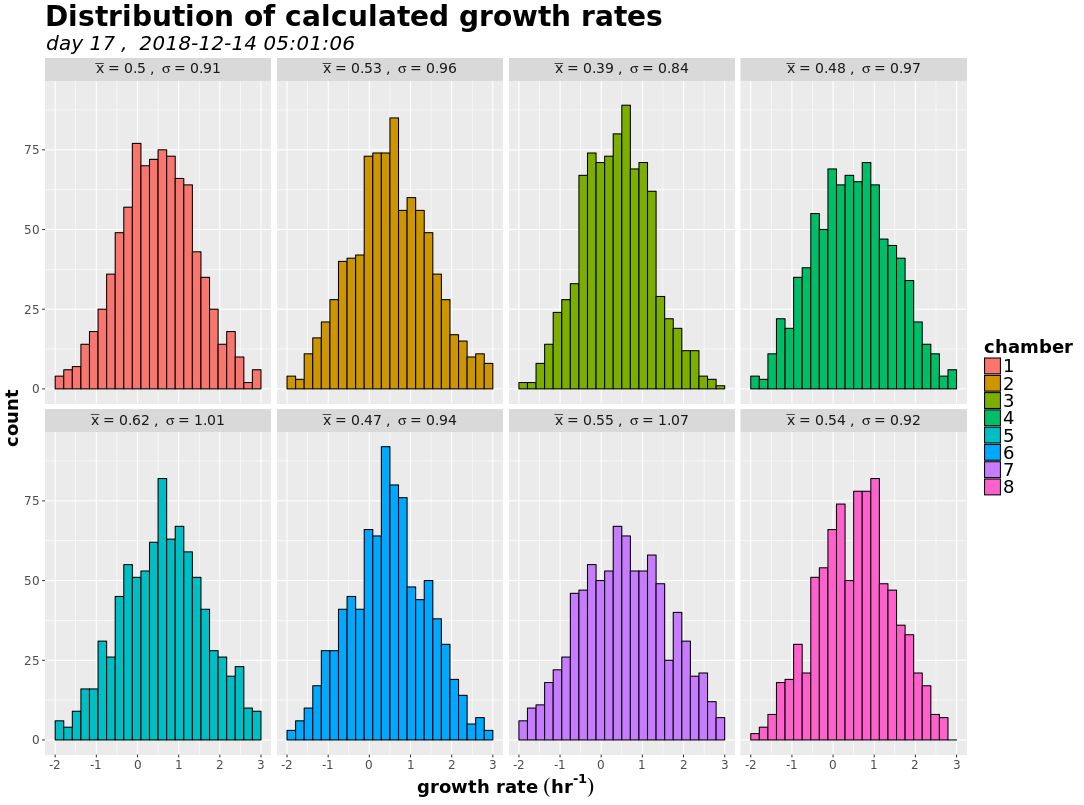 Distribution of calculated growth rates
day 17 ,  2018-12-14 05:01:06
x̅ = 0.5 ,  σ = 0.91
x̅ = 0.53 ,  σ = 0.96
x̅ = 0.39 ,  σ = 0.84
x̅ = 0.48 ,  σ = 0.97
75
50
25
0
x̅ = 0.62 ,  σ = 1.01
x̅ = 0.47 ,  σ = 0.94
x̅ = 0.55 ,  σ = 1.07
x̅ = 0.54 ,  σ = 0.92
75
50
25
0
-2 -1 0 1 2 3
-2 -1 0 1 2 3
-2 -1 0 1 2 3
-2 -1 0 1 2 3
count
growth rate (hr⁻¹)
chamber
1
2
3
4
5
6
7
8